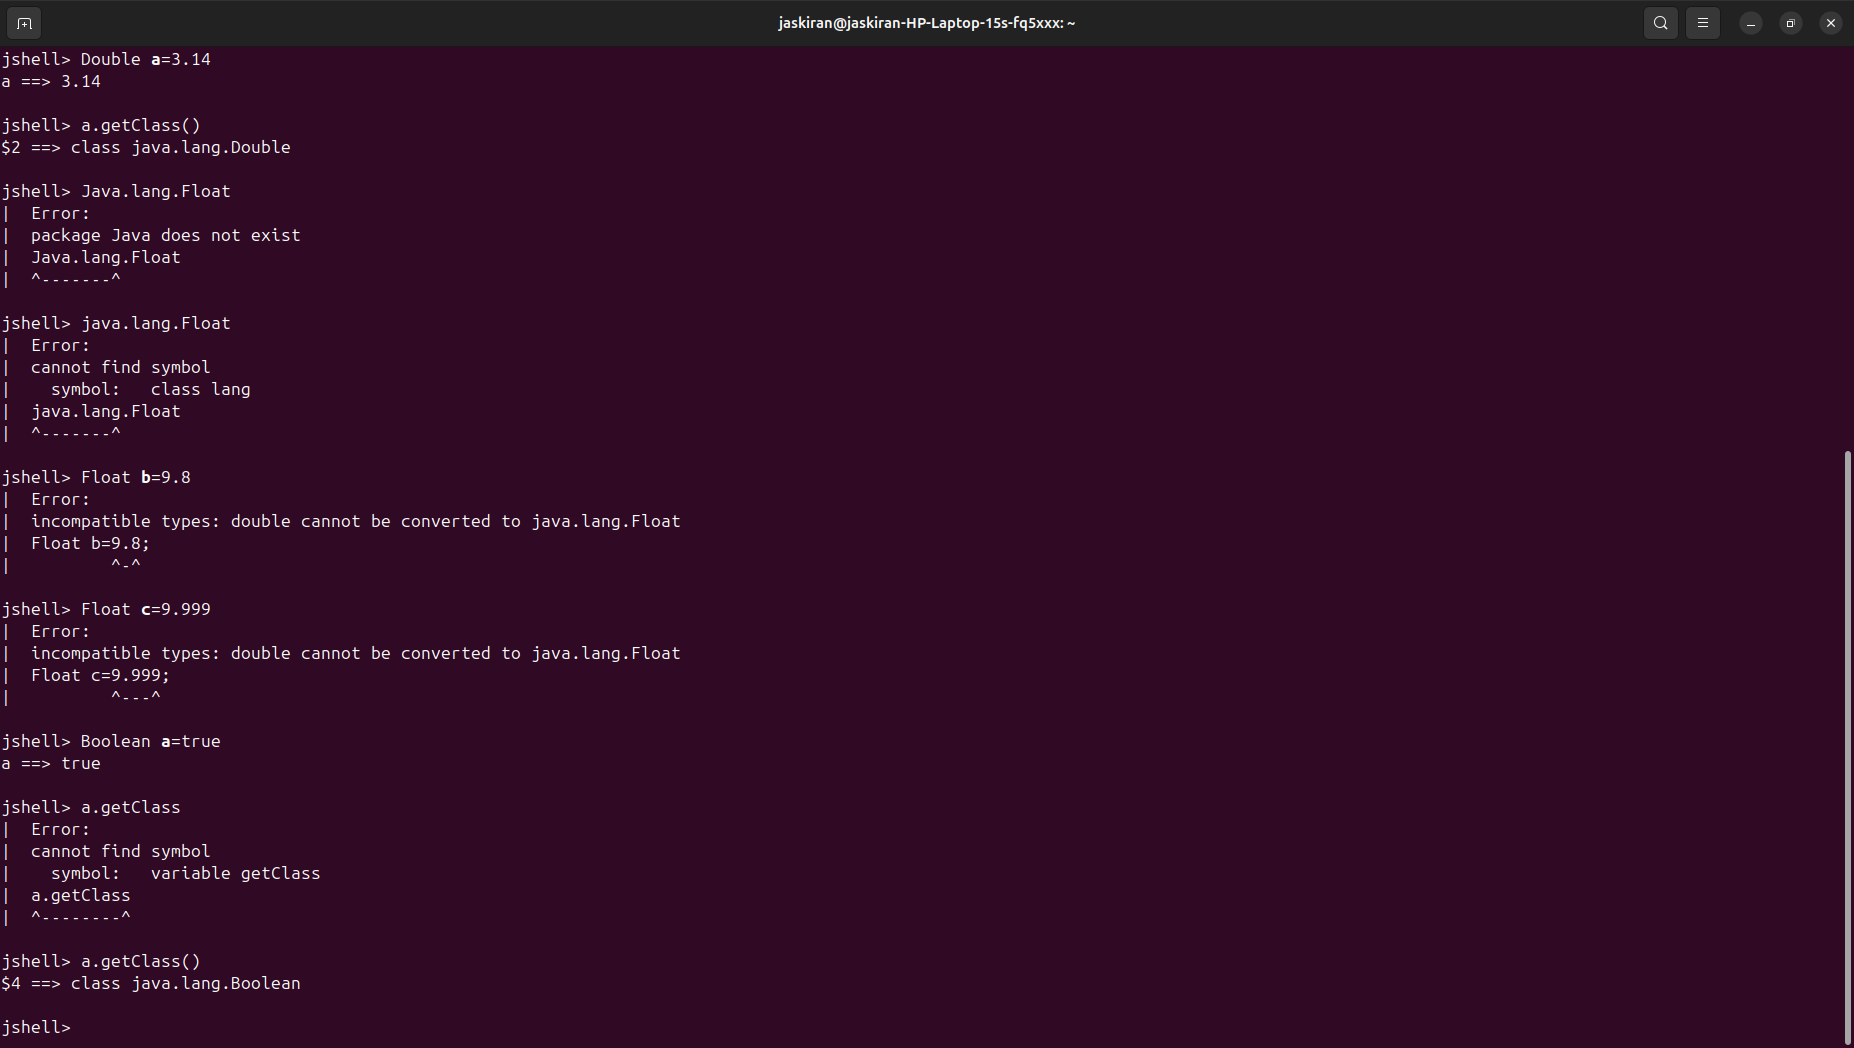 jaskiran@jaskiran-HP-Laptop-15s-fq5xxx: ~
jshell> Double a=3.14
a ==> 3.14
jshell> a.getClass()
$2 ==> class java.lang.Double
jshell> Java.lang.Float
|  Error:
|  package Java does not exist
|  Java.lang.Float
|  ^-------^
jshell> java.lang.Float
|  Error:
|  cannot find symbol
|    symbol:   class lang
|  java.lang.Float
|  ^-------^
jshell> Float b=9.8
|  Error:
|  incompatible types: double cannot be converted to java.lang.Float
|  Float b=9.8;
|          ^-^
jshell> Float c=9.999
|  Error:
|  incompatible types: double cannot be converted to java.lang.Float
|  Float c=9.999;
|          ^---^
jshell> Boolean a=true
a ==> true
jshell> a.getClass
|  Error:
|  cannot find symbol
|    symbol:   variable getClass
|  a.getClass
|  ^--------^
jshell> a.getClass()
$4 ==> class java.lang.Boolean
jshell>